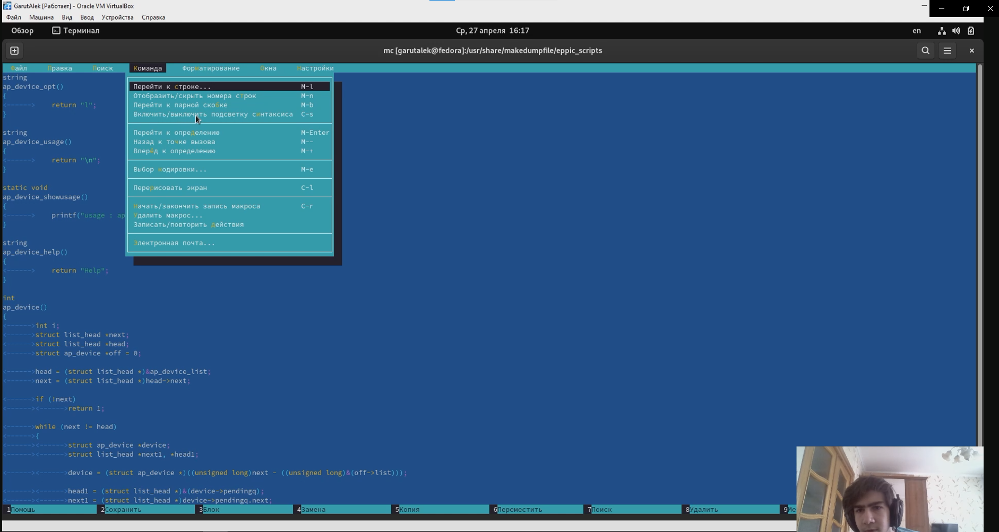 GarutAlek [Работает] - Oracle VM VirtualBox
Файл Машина Вид Ввод Устройства Справка
Обзор Терминал Ср, 27 апреля 16:17 en
mc [garutalek@fedora]:/usr/share/makedumpfile/eppic_scripts
Файл Правка Поиск Команда Форматирование Окна Настройки
string
ap_device_opt()
{
<------> return "l";
}
string
ap_device_usage()
{
<------> return "\n";
}
static void
ap_device_showusage()
{
<------> printf("usage : ap
}
string
ap_device_help()
{
<------> return "Help";
}
Перейти к строке... M-l
Отобразить/скрыть номера строк M-n
Перейти к парной скобке M-b
Включить/выключить подсветку синтаксиса C-s
Перейти к определению M-Enter
Назад к точке вызова M--
Вперёд к определению M-+
Выбор кодировки... M-e
Перерисовать экран C-l
Начать/закончить запись макроса C-r
Удалить макрос...
Записать/повторить действия
Электронная почта...
int
ap_device()
{
<------>int i;
<------>struct list_head *next;
<------>struct list_head *head;
<------>struct ap_device *off = 0;
<------>head = (struct list_head *)&ap_device_list;
<------>next = (struct list_head *)head->next;
<------>if (!next)
<------><------>return 1;
<------>while (next != head)
<------>{
<------><------>struct ap_device *device;
<------><------>struct list_head *next1, *head1;
<------><------>device = (struct ap_device *)((unsigned long)next - ((unsigned long)&(off->list)));
<------><------>head1 = (struct list_head *)&(device->pendingq);
<------><------>next1 = (struct list_head *)device->pendingq.next;
1Помощь 2Сохранить 3Блок 4Замена 5Копия 6Переместить 7Поиск 8Удалить 9Ме